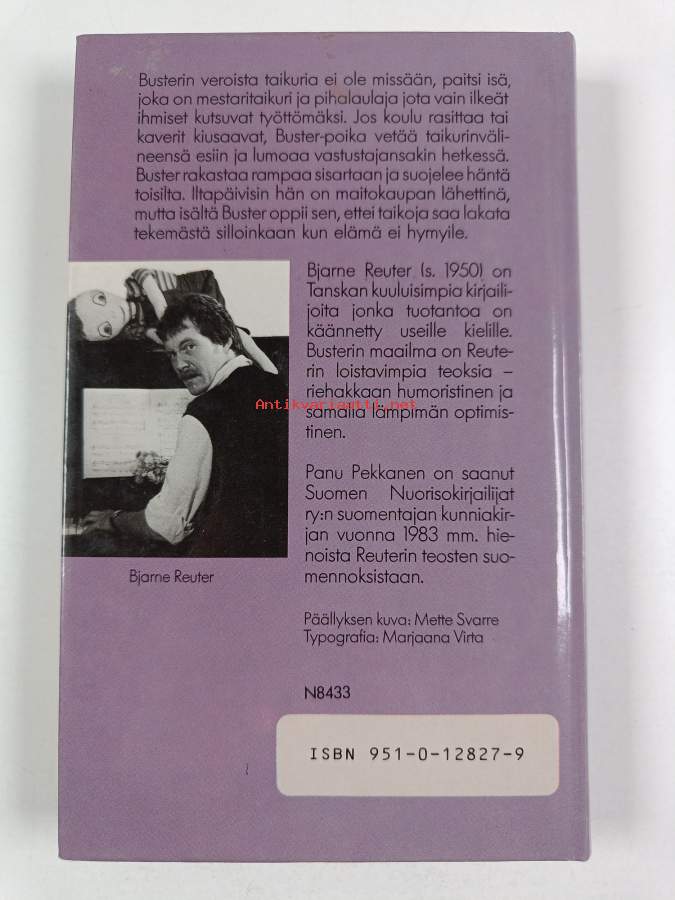 Busterin veroista taikuria ei ole missään, paitsi isä,
joka on mestaritaikuri ja pihalaulaja jota vain ilkeät
ihmiset kutsuvat työttömäksi. Jos koulu rasittaa tai
kaverit kiusaavat, Buster-poika vetää taikurinväli-
neensä esiin ja lumoaa vastustajansakin hetkessä.
Buster rakastaa rampaa sisartaan ja suojelee häntä
toisilta. Iltapäivisin hän on maitokaupan lähettinä,
mutta isältä Buster oppii sen, ettei taikoja saa lakata
tekemästä silloinkaan kun elämä ei hymyile.
Bjarne Reuter (s. 1950) on
Tanskan kuuluisimpia kirjaili-
joita jonka tuotantoa on
käännetty useille kielille.
Busterin maailma on Reute-
rin loistavimpia teoksia –
riehakkaan humoristinen ja
samalla lämpimän optimis-
tinen.
Antikvariaatti.net
Panu Pekkanen on saanut
Suomen Nuorisokirjailijat
ry:n suomentajan kunniakir-
jan vuonna 1983 mm. hie-
noista Reuterin teosten suo-
mennoksistaan.
Bjarne Reuter
Päällyksen kuva: Mette Svarre
Typografia: Marjaana Virta
N8433
ISBN 951-0-12827-9